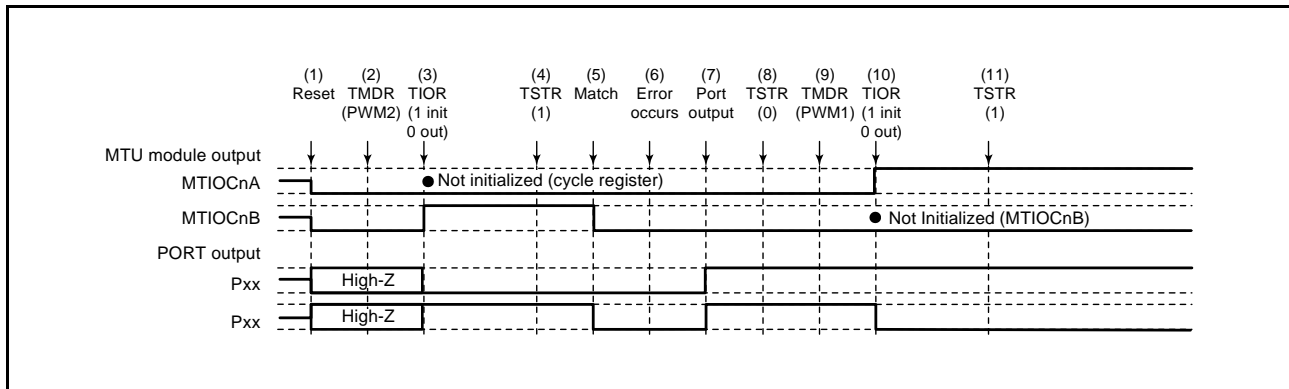 (1) (2) (3) (4) (5) (6) (7) (8) (9) (10) (11)
Reset TMDR TIOR TSTR Match Error Port TSTR TMDR TIOR TSTR
(PWM2) (1 init (1) occurs output (0) (PWM1) (1 init (1)
0 out) 0 out)
MTU module output
MTIOCnA
● Not initialized (cycle register)
MTIOCnB
● Not Initialized (MTIOCnB)
PORT output
Pxx High-Z
Pxx High-Z